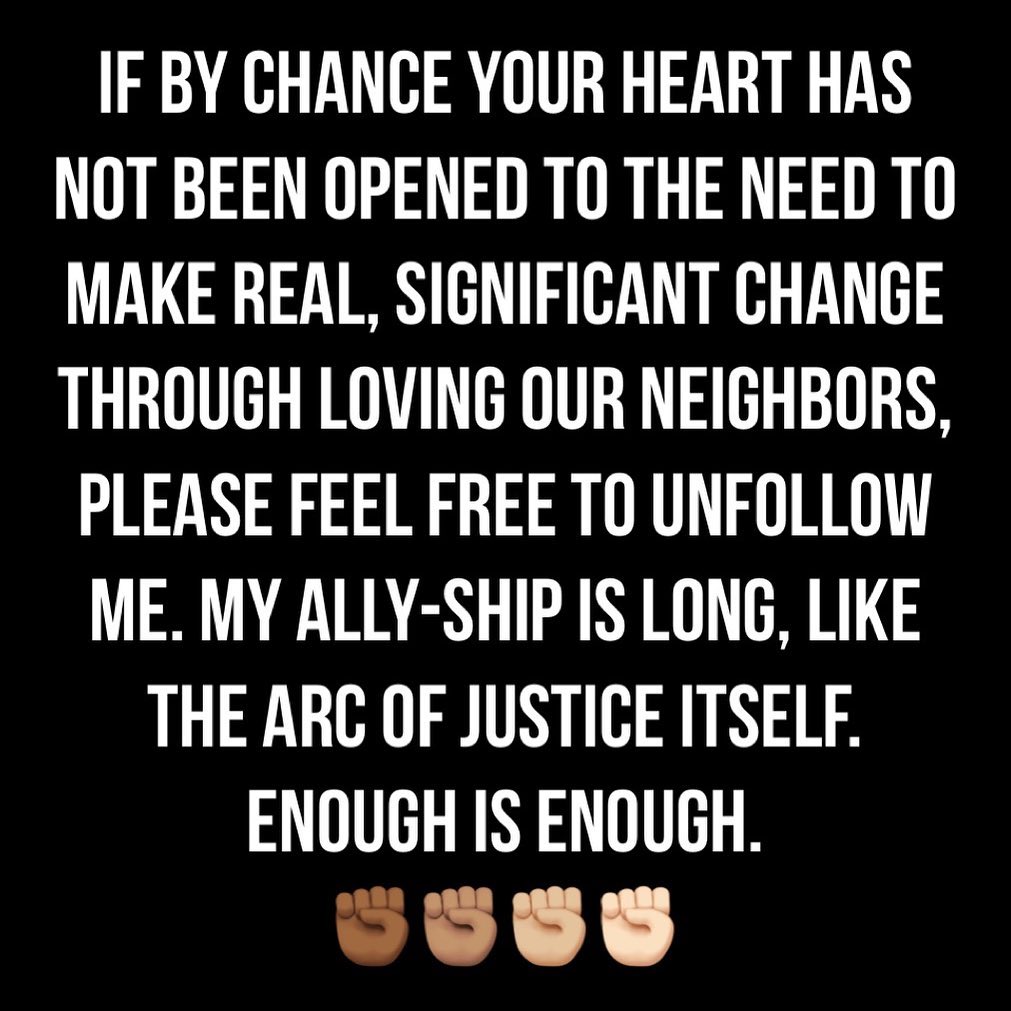 IF BY CHANCE YOUR HEART HAS
NOT BEEN OPENED TO THE NEED TO
MAKE REAL, SIGNIFICANT CHANGE
THROUGH LOVING OUR NEIGHBORS,
PLEASE FEEL FREE TO UNFOLLOW
ME. MY ALLY-SHIP IS LONG, LIKE
THE ARC OF JUSTICE ITSELF.
ENOUGH IS ENOUGH.
✊🏾✊🏽✊🏼✊🏻